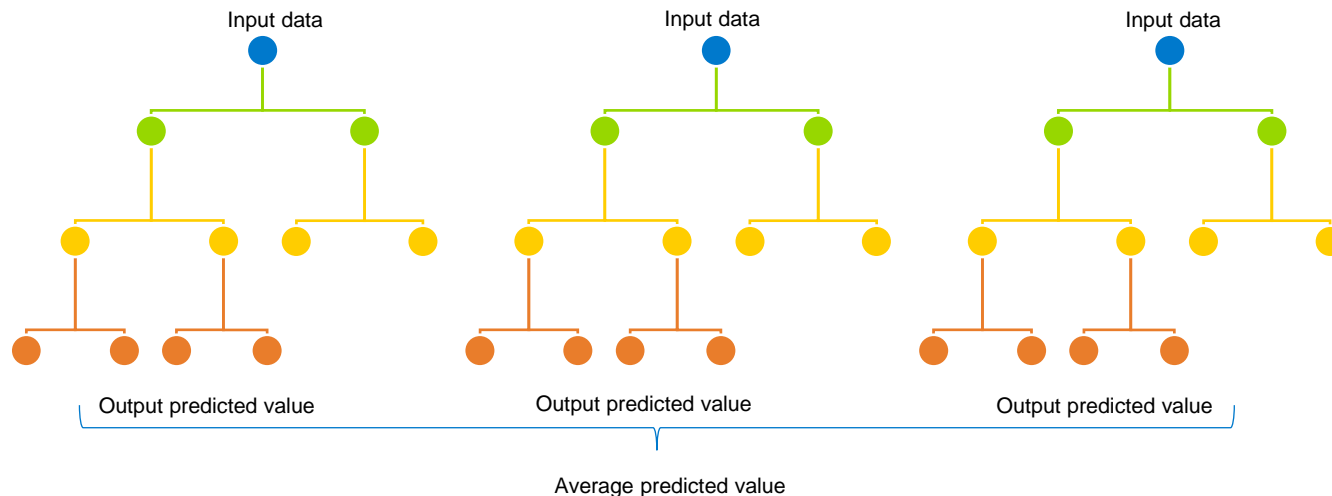 Input data
Input data
Input data
Output predicted value
Output predicted value
Output predicted value
Average predicted value